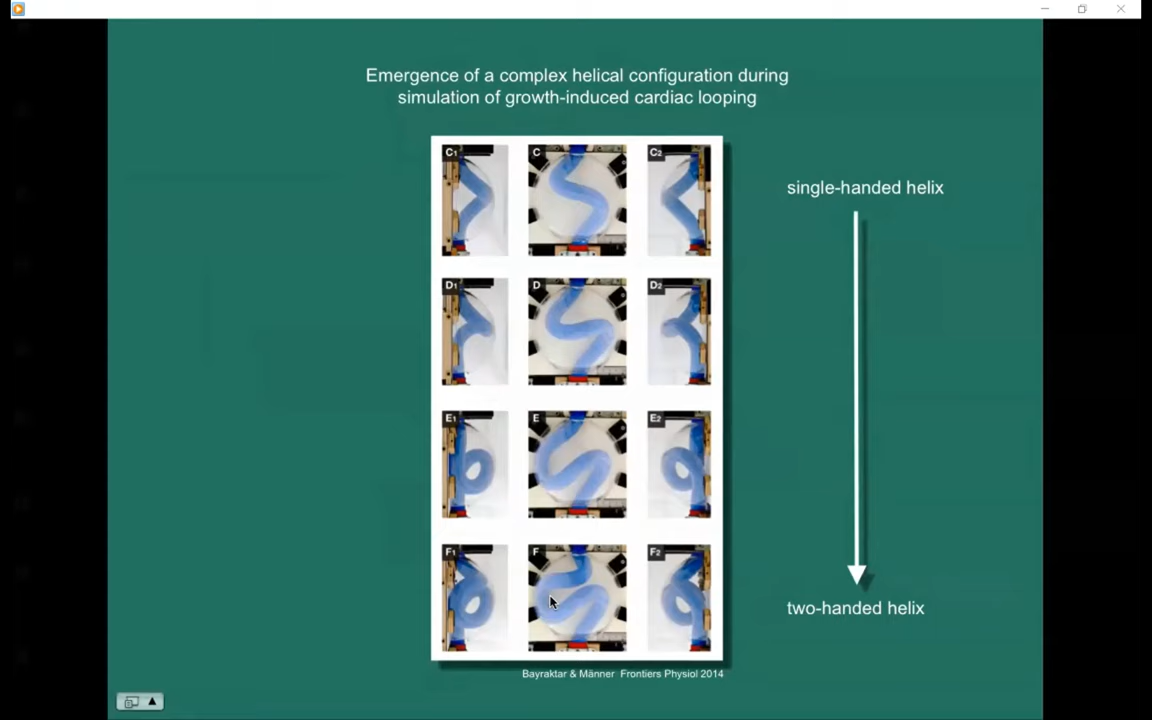 Emergence of a complex helical configuration during
simulation of growth-induced cardiac looping
C1 C C2
single-handed helix
D1 D D2
E1 E E2
F1 F F2
two-handed helix
Bayraktar & Männer Frontiers Physiol 2014